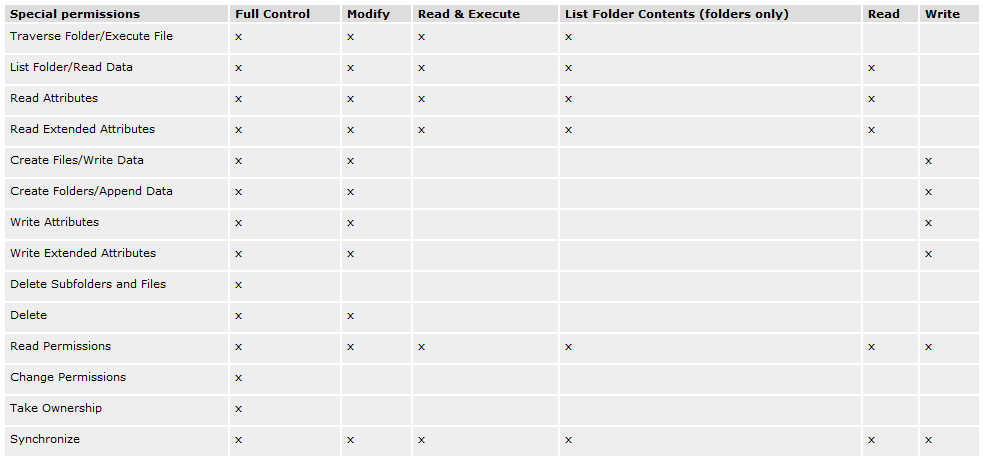 Special permissions Full Control Modify Read & Execute List Folder Contents (folders only) Read Write
Traverse Folder/Execute File x x x x
List Folder/Read Data x x x x x
Read Attributes x x x x x
Read Extended Attributes x x x x x
Create Files/Write Data x x x
Create Folders/Append Data x x x
Write Attributes x x x
Write Extended Attributes x x x
Delete Subfolders and Files x
Delete x x
Read Permissions x x x x x x
Change Permissions x
Take Ownership x
Synchronize x x x x x x